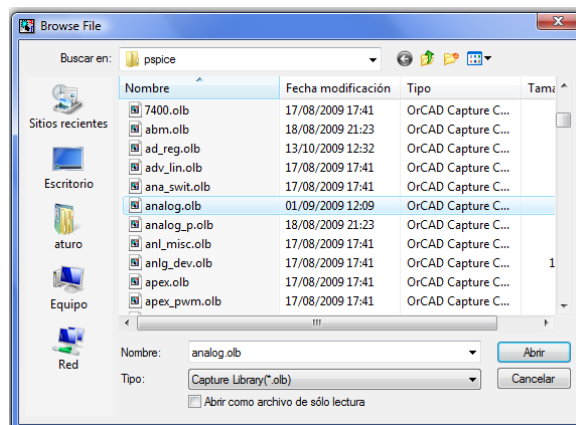 Browse File
Buscar en: pspice
Nombre Fecha modificación Tipo Tama
7400.olb 17/08/2009 17:41 OrCAD Capture C...
abm.olb 18/08/2009 21:23 OrCAD Capture C...
ad_reg.olb 13/10/2009 12:32 OrCAD Capture C...
adv_lin.olb 17/08/2009 17:41 OrCAD Capture C...
ana_swit.olb 17/08/2009 17:41 OrCAD Capture C...
analog.olb 01/09/2009 12:09 OrCAD Capture C...
analog_p.olb 18/08/2009 21:23 OrCAD Capture C...
anl_misc.olb 17/08/2009 17:41 OrCAD Capture C...
anlg_dev.olb 17/08/2009 17:41 OrCAD Capture C... 1
apex.olb 17/08/2009 17:41 OrCAD Capture C...
apex_pwm.olb 17/08/2009 17:41 OrCAD Capture C...
Sitios recientes
Escritorio
aturo
Equipo
Red
Nombre: analog.olb Abrir
Tipo: Capture Library(*.olb) Cancelar
Abrir como archivo de sólo lectura